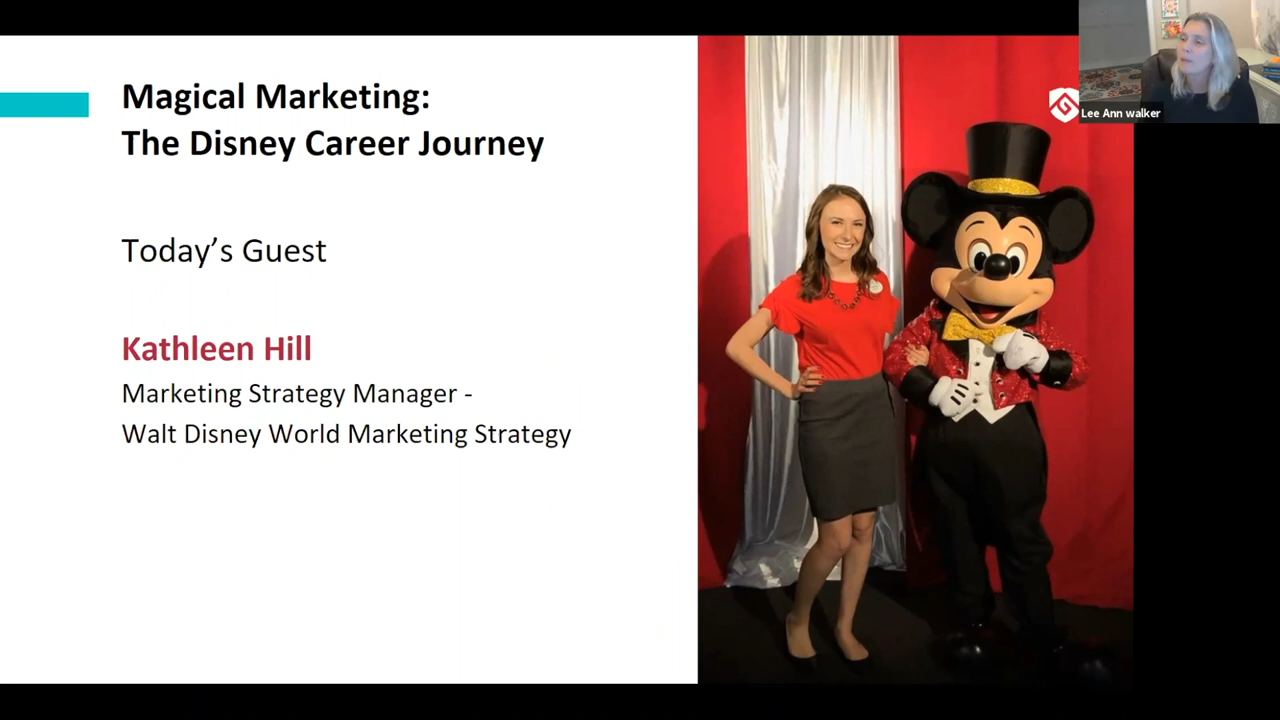 Magical Marketing:
The Disney Career Journey
Today’s Guest
Kathleen Hill
Marketing Strategy Manager -
Walt Disney World Marketing Strategy
Lee Ann walker